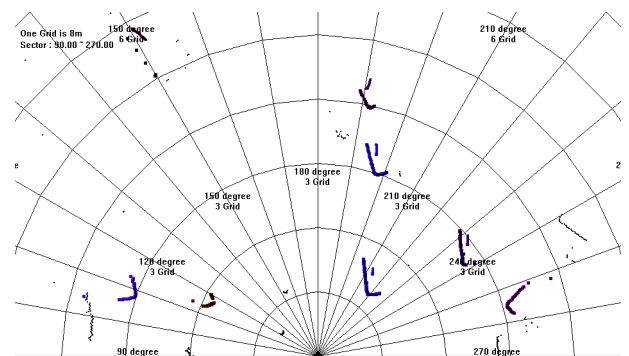 One Grid is 8m
Sector : 90.00 ~ 270.00
150 degree
6 Grid
210 degree
6 Grid
e
2
180 degree
3 Grid
150 degree
3 Grid
210 degree
3 Grid
120 degree
3 Grid
240 degree
3 Grid
90 degree
270 degree